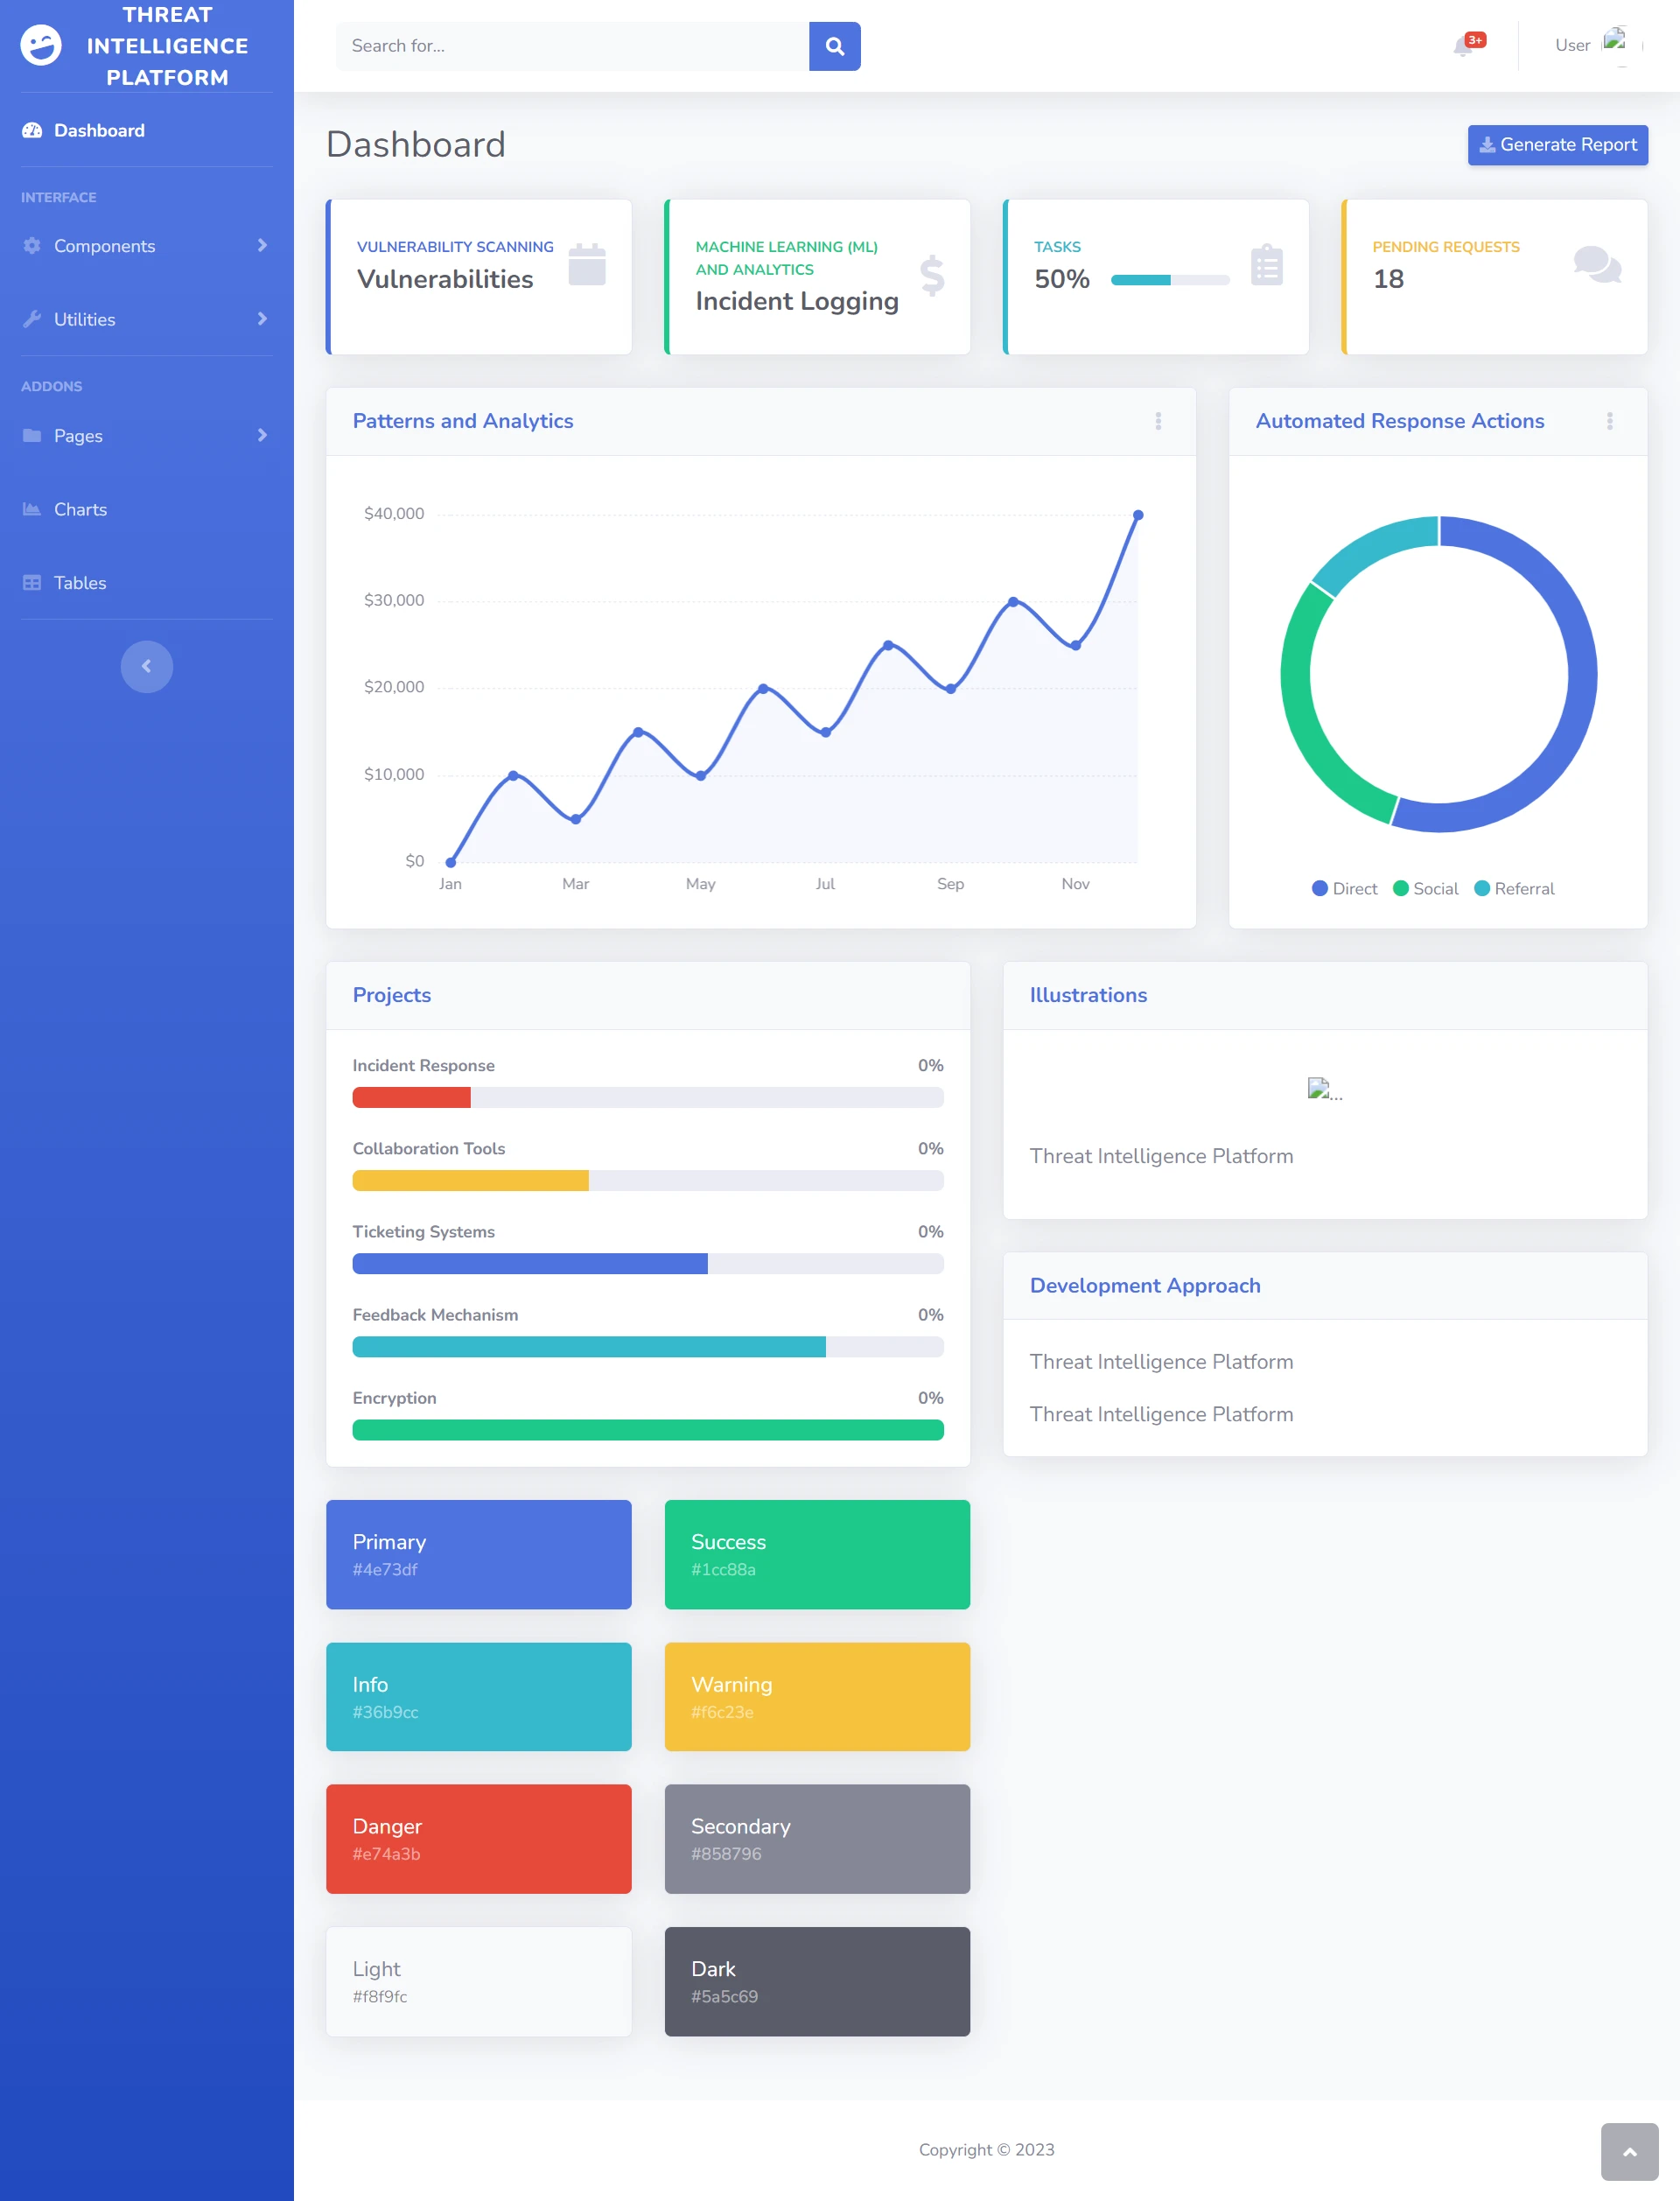 THREAT
INTELLIGENCE
PLATFORM
Search for...
3+
User
Dashboard
INTERFACE
Components
Utilities
ADDONS
Pages
Charts
Tables
Dashboard
Generate Report
VULNERABILITY SCANNING
Vulnerabilities
MACHINE LEARNING (ML)
AND ANALYTICS
Incident Logging
TASKS
50%
PENDING REQUESTS
18
Patterns and Analytics
$40,000
$30,000
$20,000
$10,000
$0
Jan Mar May Jul Sep Nov
Automated Response Actions
Direct Social Referral
Projects
Incident Response 0%
Collaboration Tools 0%
Ticketing Systems 0%
Feedback Mechanism 0%
Encryption 0%
Illustrations
...
Threat Intelligence Platform
Development Approach
Threat Intelligence Platform
Threat Intelligence Platform
Primary
#4e73df
Success
#1cc88a
Info
#36b9cc
Warning
#f6c23e
Danger
#e74a3b
Secondary
#858796
Light
#f8f9fc
Dark
#5a5c69
Copyright © 2023